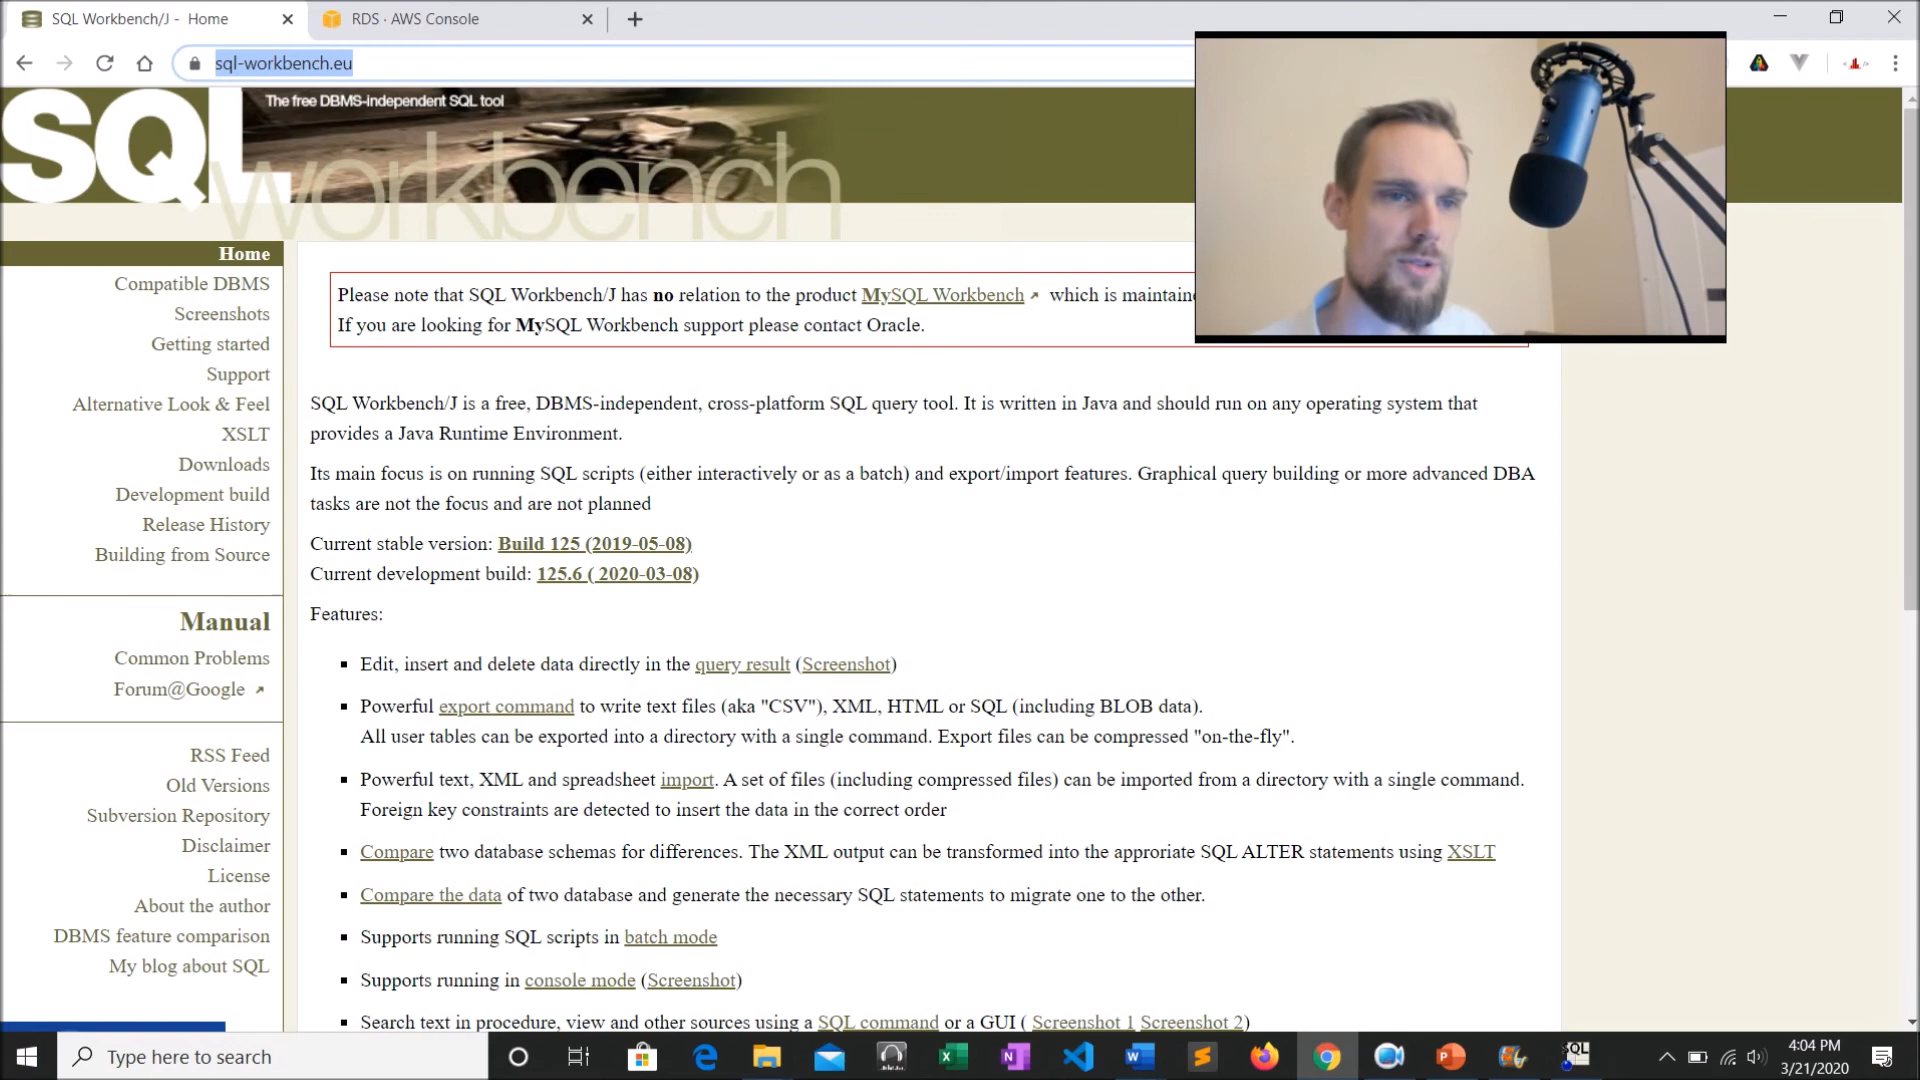 SQL Workbench/J - Home
RDS · AWS Console
sql-workbench.eu
The free DBMS-independent SQL tool
SQL
workbench
Home
Compatible DBMS
Screenshots
Getting started
Support
Alternative Look & Feel
XSLT
Downloads
Development build
Release History
Building from Source
Manual
Common Problems
Forum@Google
RSS Feed
Old Versions
Subversion Repository
Disclaimer
License
About the author
DBMS feature comparison
My blog about SQL
Please note that SQL Workbench/J has no relation to the product MySQL Workbench which is
If you are looking for MySQL Workbench support please contact Oracle.
SQL Workbench/J is a free, DBMS-independent, cross-platform SQL query tool. It is written in Java and should run on any operating system that
provides a Java Runtime Environment.
Its main focus is on running SQL scripts (either interactively or as a batch) and export/import features. Graphical query building or more advanced DBA
tasks are not the focus and are not planned
Current stable version: Build 125 (2019-05-08)
Current development build: 125.6 ( 2020-03-08)
Features:
Edit, insert and delete data directly in the query result (Screenshot)
Powerful export command to write text files (aka "CSV"), XML, HTML or SQL (including BLOB data).
All user tables can be exported into a directory with a single command. Export files can be compressed "on-the-fly".
Powerful text, XML and spreadsheet import. A set of files (including compressed files) can be imported from a directory with a single command.
Foreign key constraints are detected to insert the data in the correct order
Compare two database schemas for differences. The XML output can be transformed into the approriate SQL ALTER statements using XSLT
Compare the data of two database and generate the necessary SQL statements to migrate one to the other.
Supports running SQL scripts in batch mode
Supports running in console mode (Screenshot)
Search text in procedure, view and other sources using a SQL command or a GUI ( Screenshot 1 Screenshot 2)
Type here to search
SQL
4:04 PM
3/21/2020